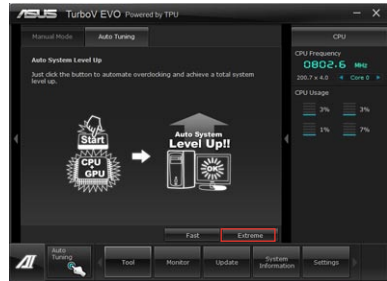 ASUS TurboV EVO Powered by TPU
Manual Mode
Auto Tuning
Auto System Level Up
Just click the button to automate overclocking and achieve a total system
level up.
Start
CPU
+
GPU
Auto System
Level Up!!
OK
Fast
Extreme
CPU
CPU Frequency
0802.6 MHz
200.7 x 4.0
Core 0
CPU Usage
3%
3%
1%
7%
Auto
Tuning
Tool
Monitor
Update
System
Information
Settings